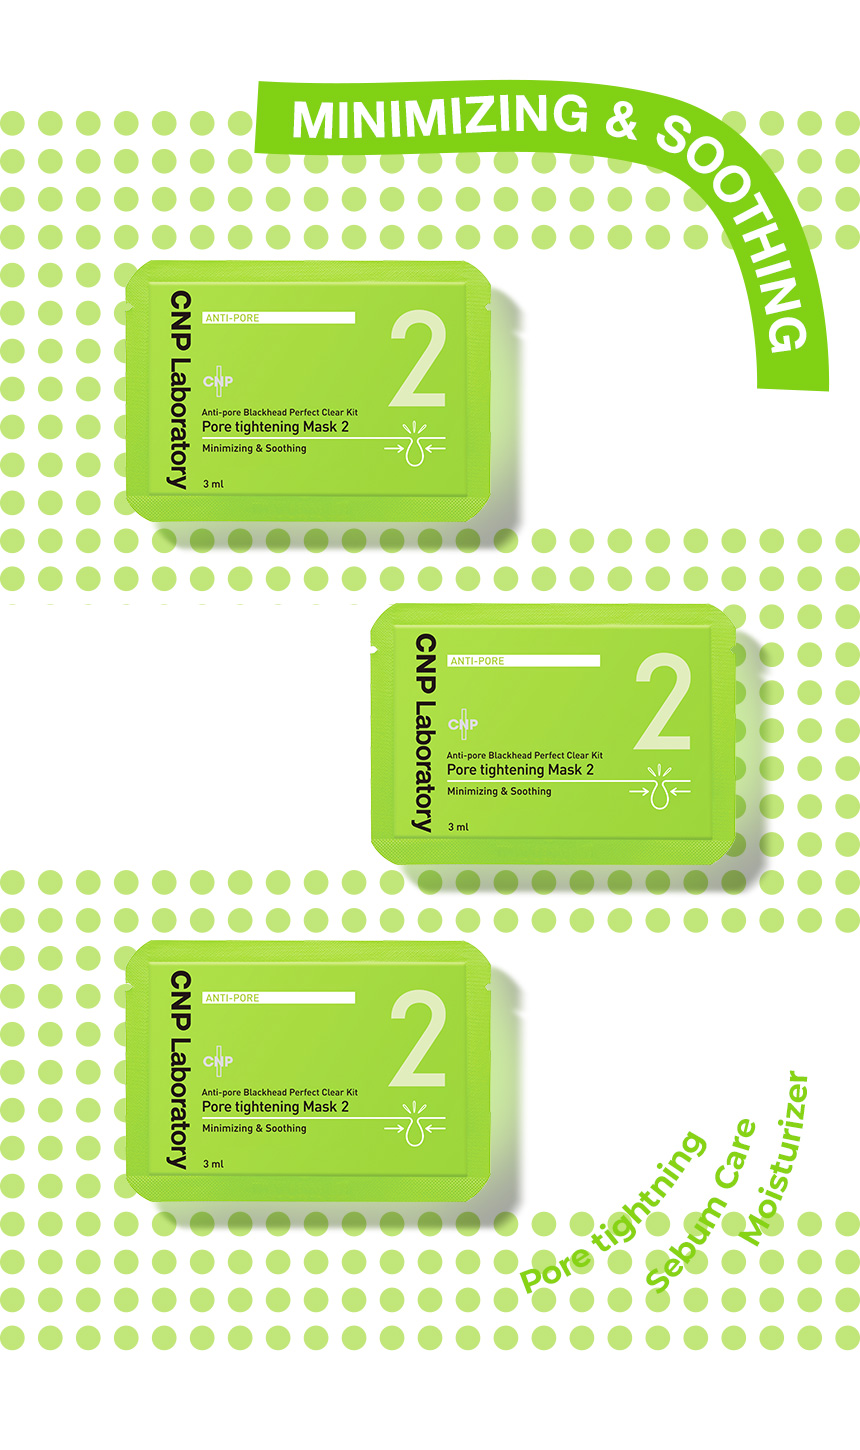 MINIMIZING & SOOTHING
CNP Laboratory
ANTI-PORE
2
CNP
Anti-pore Blackhead Perfect Clear Kit
Pore tightening Mask 2
Minimizing & Soothing
3 ml
CNP Laboratory
ANTI-PORE
2
CNP
Anti-pore Blackhead Perfect Clear Kit
Pore tightening Mask 2
Minimizing & Soothing
3 ml
CNP Laboratory
ANTI-PORE
2
CNP
Anti-pore Blackhead Perfect Clear Kit
Pore tightening Mask 2
Minimizing & Soothing
3 ml
Pore tightning
Sebum Care
Moisturizer